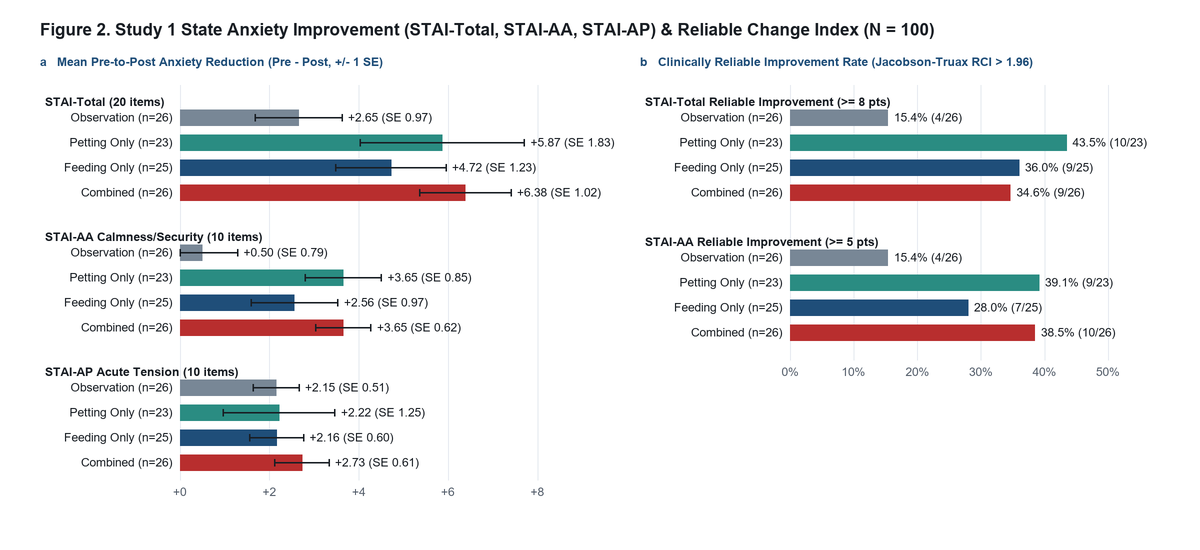 Figure 2. Study 1 State Anxiety Improvement (STAI-Total, STAI-AA, STAI-AP) & Reliable Change Index (N = 100)
a Mean Pre-to-Post Anxiety Reduction (Pre - Post, +/- 1 SE)
STAI-Total (20 items)
Observation (n=26) +2.65 (SE 0.97)
Petting Only (n=23) +5.87 (SE 1.83)
Feeding Only (n=25) +4.72 (SE 1.23)
Combined (n=26) +6.38 (SE 1.02)
STAI-AA Calmness/Security (10 items)
Observation (n=26) +0.50 (SE 0.79)
Petting Only (n=23) +3.65 (SE 0.85)
Feeding Only (n=25) +2.56 (SE 0.97)
Combined (n=26) +3.65 (SE 0.62)
STAI-AP Acute Tension (10 items)
Observation (n=26) +2.15 (SE 0.51)
Petting Only (n=23) +2.22 (SE 1.25)
Feeding Only (n=25) +2.16 (SE 0.60)
Combined (n=26) +2.73 (SE 0.61)
+0 +2 +4 +6 +8
b Clinically Reliable Improvement Rate (Jacobson-Truax RCI > 1.96)
STAI-Total Reliable Improvement (>= 8 pts)
Observation (n=26) 15.4% (4/26)
Petting Only (n=23) 43.5% (10/23)
Feeding Only (n=25) 36.0% (9/25)
Combined (n=26) 34.6% (9/26)
STAI-AA Reliable Improvement (>= 5 pts)
Observation (n=26) 15.4% (4/26)
Petting Only (n=23) 39.1% (9/23)
Feeding Only (n=25) 28.0% (7/25)
Combined (n=26) 38.5% (10/26)
0% 10% 20% 30% 40% 50%